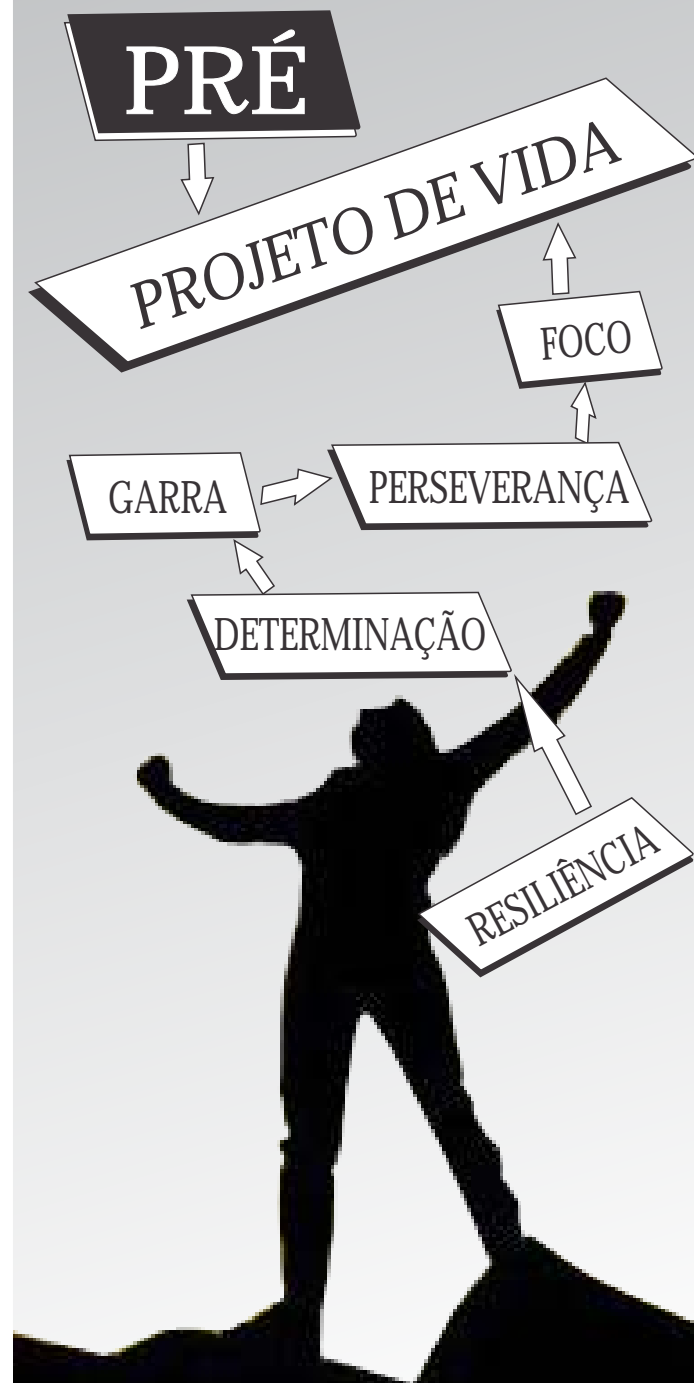 PRÉ
PROJETO DE VIDA
FOCO
GARRA
PERSEVERANÇA
DETERMINAÇÃO
RESILIÊNCIA